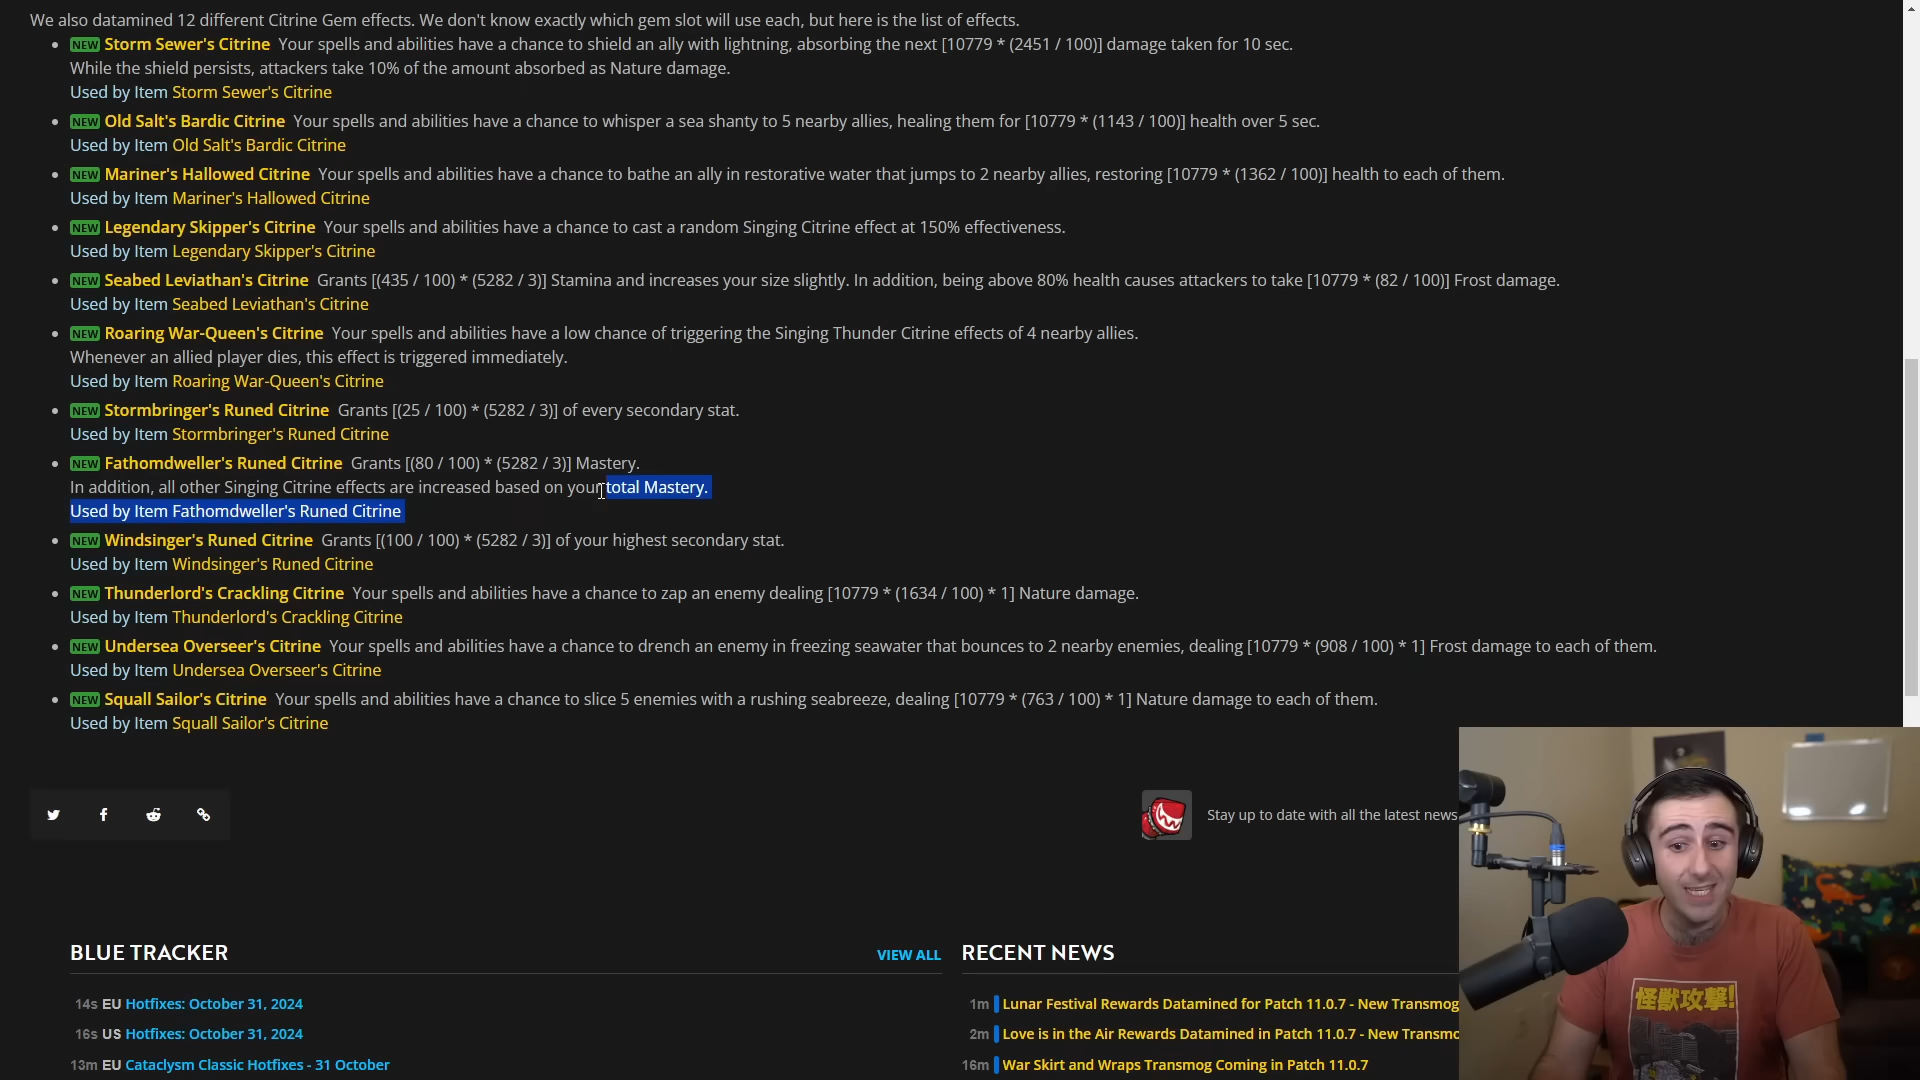 We also datamined 12 different Citrine Gem effects. We don't know exactly which gem slot will use each, but here is the list of effects.
NEW Storm Sewer's Citrine Your spells and abilities have a chance to shield an ally with lightning, absorbing the next [10779 * (2451 / 100)] damage taken for 10 sec.
While the shield persists, attackers take 10% of the amount absorbed as Nature damage.
Used by Item Storm Sewer's Citrine
NEW Old Salt's Bardic Citrine Your spells and abilities have a chance to whisper a sea shanty to 5 nearby allies, healing them for [10779 * (1143 / 100)] health over 5 sec.
Used by Item Old Salt's Bardic Citrine
NEW Mariner's Hallowed Citrine Your spells and abilities have a chance to bathe an ally in restorative water that jumps to 2 nearby allies, restoring [10779 * (1362 / 100)] health to each of them.
Used by Item Mariner's Hallowed Citrine
NEW Legendary Skipper's Citrine Your spells and abilities have a chance to cast a random Singing Citrine effect at 150% effectiveness.
Used by Item Legendary Skipper's Citrine
NEW Seabed Leviathan's Citrine Grants [(435 / 100) * (5282 / 3)] Stamina and increases your size slightly. In addition, being above 80% health causes attackers to take [10779 * (82 / 100)] Frost damage.
Used by Item Seabed Leviathan's Citrine
NEW Roaring War-Queen's Citrine Your spells and abilities have a low chance of triggering the Singing Thunder Citrine effects of 4 nearby allies.
Whenever an allied player dies, this effect is triggered immediately.
Used by Item Roaring War-Queen's Citrine
NEW Stormbringer's Runed Citrine Grants [(25 / 100) * (5282 / 3)] of every secondary stat.
Used by Item Stormbringer's Runed Citrine
NEW Fathomdweller's Runed Citrine Grants [(80 / 100) * (5282 / 3)] Mastery.
In addition, all other Singing Citrine effects are increased based on your total Mastery.
Used by Item Fathomdweller's Runed Citrine
NEW Windsinger's Runed Citrine Grants [(100 / 100) * (5282 / 3)] of your highest secondary stat.
Used by Item Windsinger's Runed Citrine
NEW Thunderlord's Crackling Citrine Your spells and abilities have a chance to zap an enemy dealing [10779 * (1634 / 100) * 1] Nature damage.
Used by Item Thunderlord's Crackling Citrine
NEW Undersea Overseer's Citrine Your spells and abilities have a chance to drench an enemy in freezing seawater that bounces to 2 nearby enemies, dealing [10779 * (908 / 100) * 1] Frost damage to each of them.
Used by Item Undersea Overseer's Citrine
NEW Squall Sailor's Citrine Your spells and abilities have a chance to slice 5 enemies with a rushing seabreeze, dealing [10779 * (763 / 100) * 1] Nature damage to each of them.
Used by Item Squall Sailor's Citrine
Stay up to date with all the latest news
BLUE TRACKER
VIEW ALL
14s EU Hotfixes: October 31, 2024
16s US Hotfixes: October 31, 2024
13m EU Cataclysm Classic Hotfixes - 31 October
RECENT NEWS
1m Lunar Festival Rewards Datamined for Patch 11.0.7 - New Transmog
2m Love is in the Air Rewards Datamined in Patch 11.0.7 - New Transmo
16m War Skirt and Wraps Transmog Coming in Patch 11.0.7
怪獣攻撃!